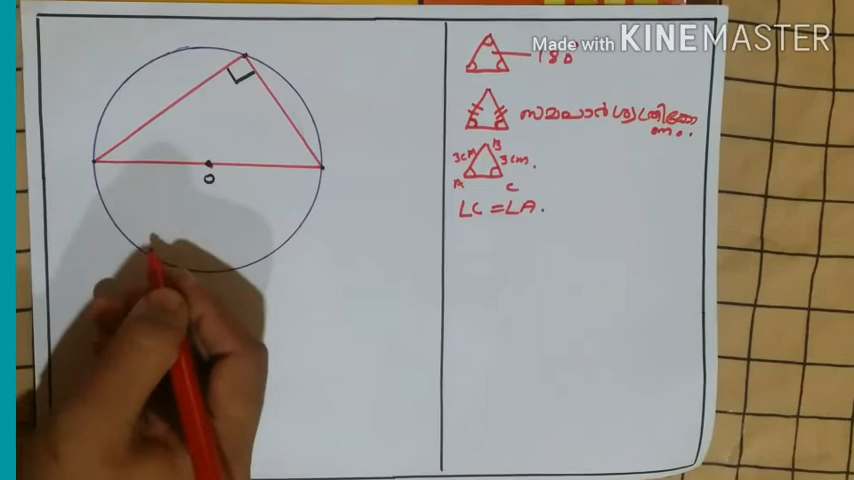 Made with KINEMASTER
180°
സമപാർശ്വത്രികോ
ണം.
B
3cm 3cm.
A C
LC = LA.
O